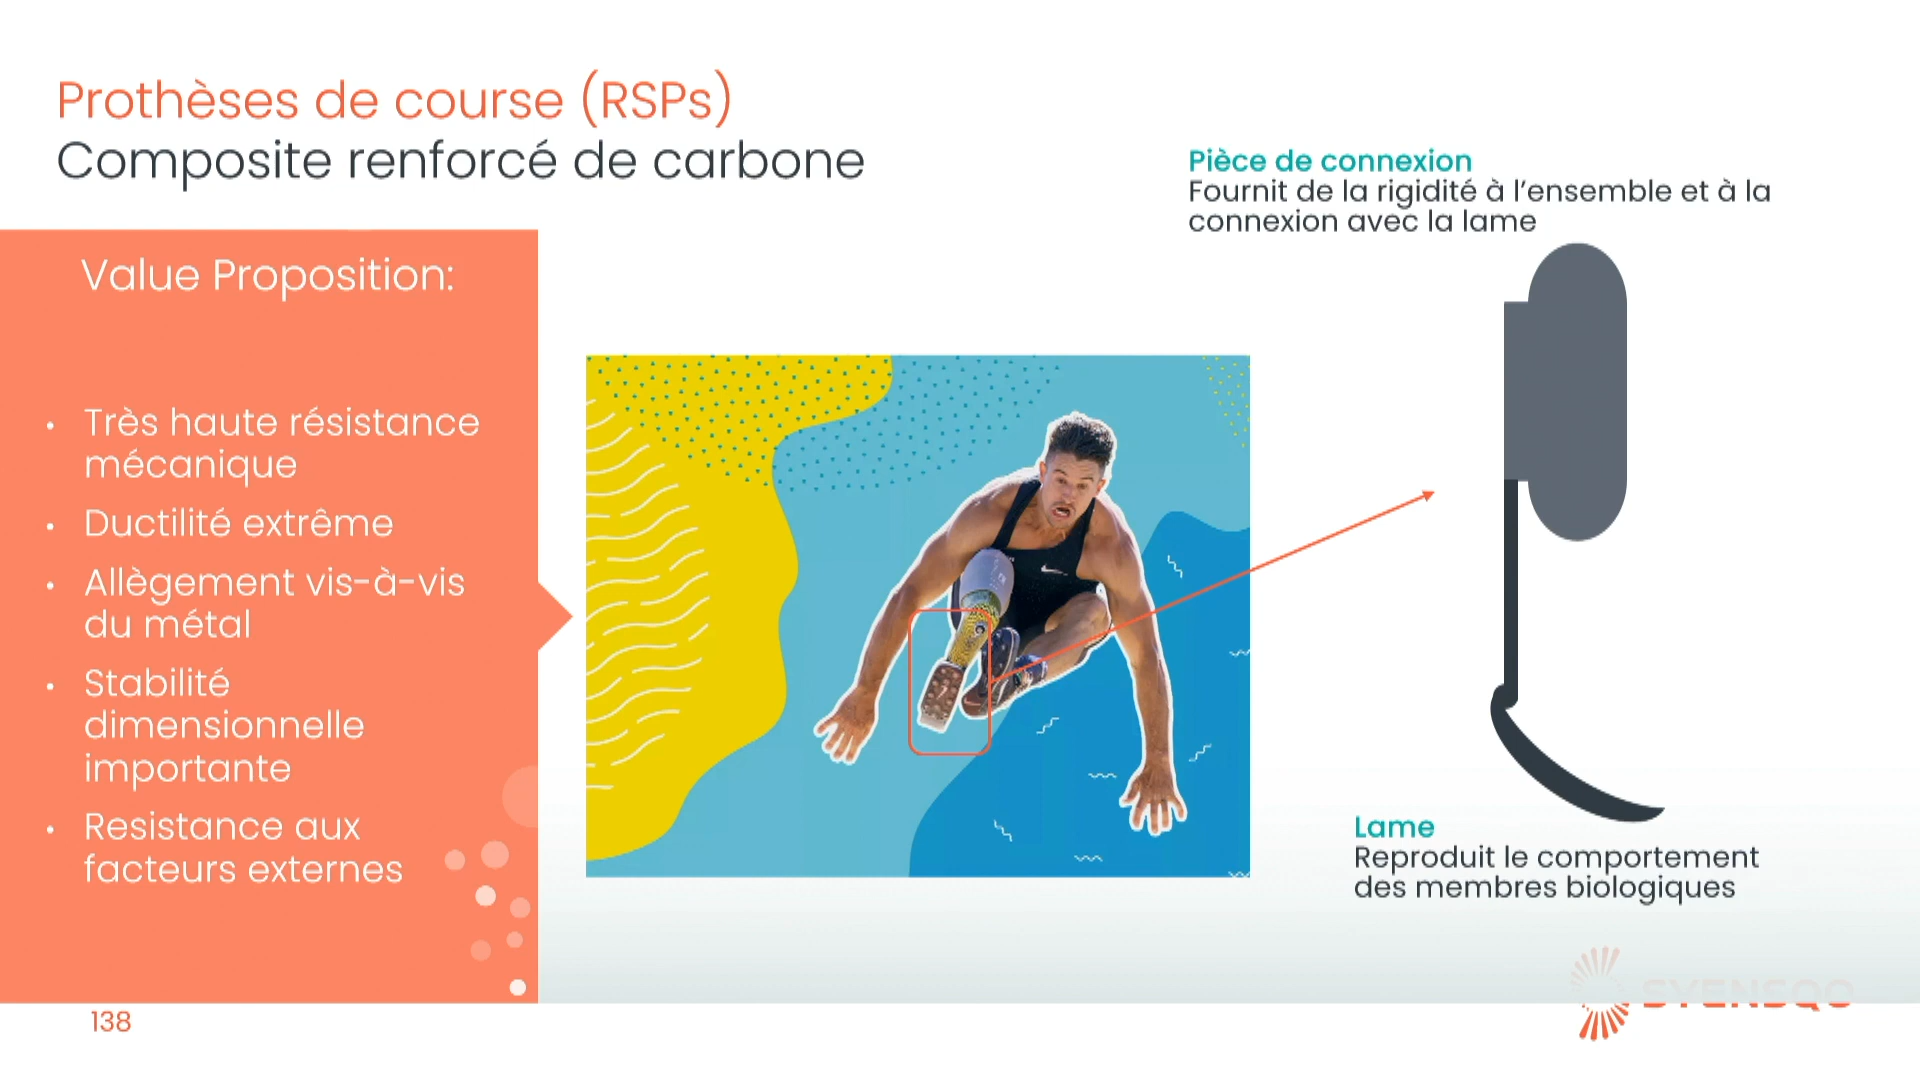 Prothèses de course (RSPs)
Composite renforcé de carbone
Value Proposition:
• Très haute résistance
mécanique
• Ductilité extrême
• Allègement vis-à-vis
du métal
• Stabilité
dimensionnelle
importante
• Resistance aux
facteurs externes
Pièce de connexion
Fournit de la rigidité à l’ensemble et à la
connexion avec la lame
Lame
Reproduit le comportement
des membres biologiques
138
SYENSQO